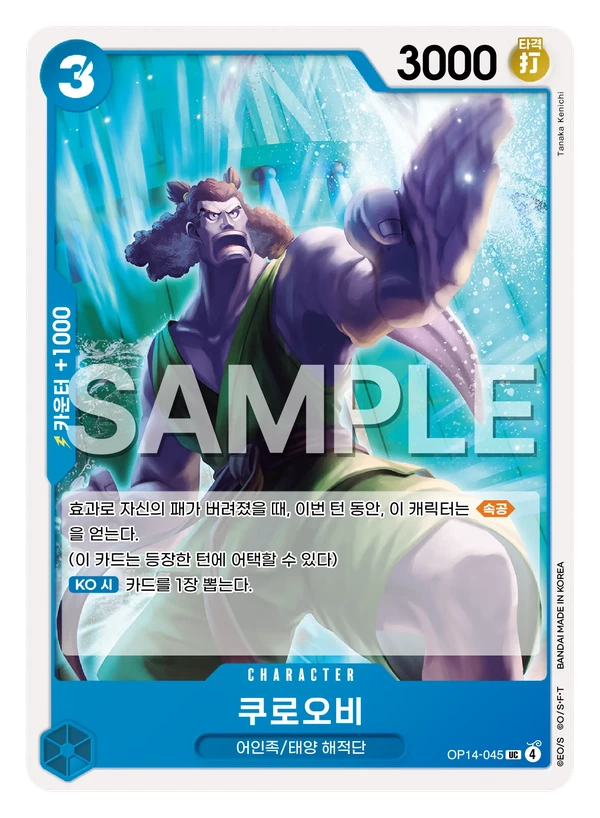 3
3000
타격
打
Tanaka Kenichi
카운터 +1000
SAMPLE
효과로 자신의 패가 버려졌을 때, 이번 턴 동안, 이 캐릭터는 속공
을 얻는다.
(이 카드는 등장한 턴에 어택할 수 있다)
KO 시 카드를 1장 뽑는다.
CHARACTER
쿠로오비
어인족/태양 해적단
OP14-045 UC 4
©EO/S ©O/S·F·T BANDAI MADE IN KOREA